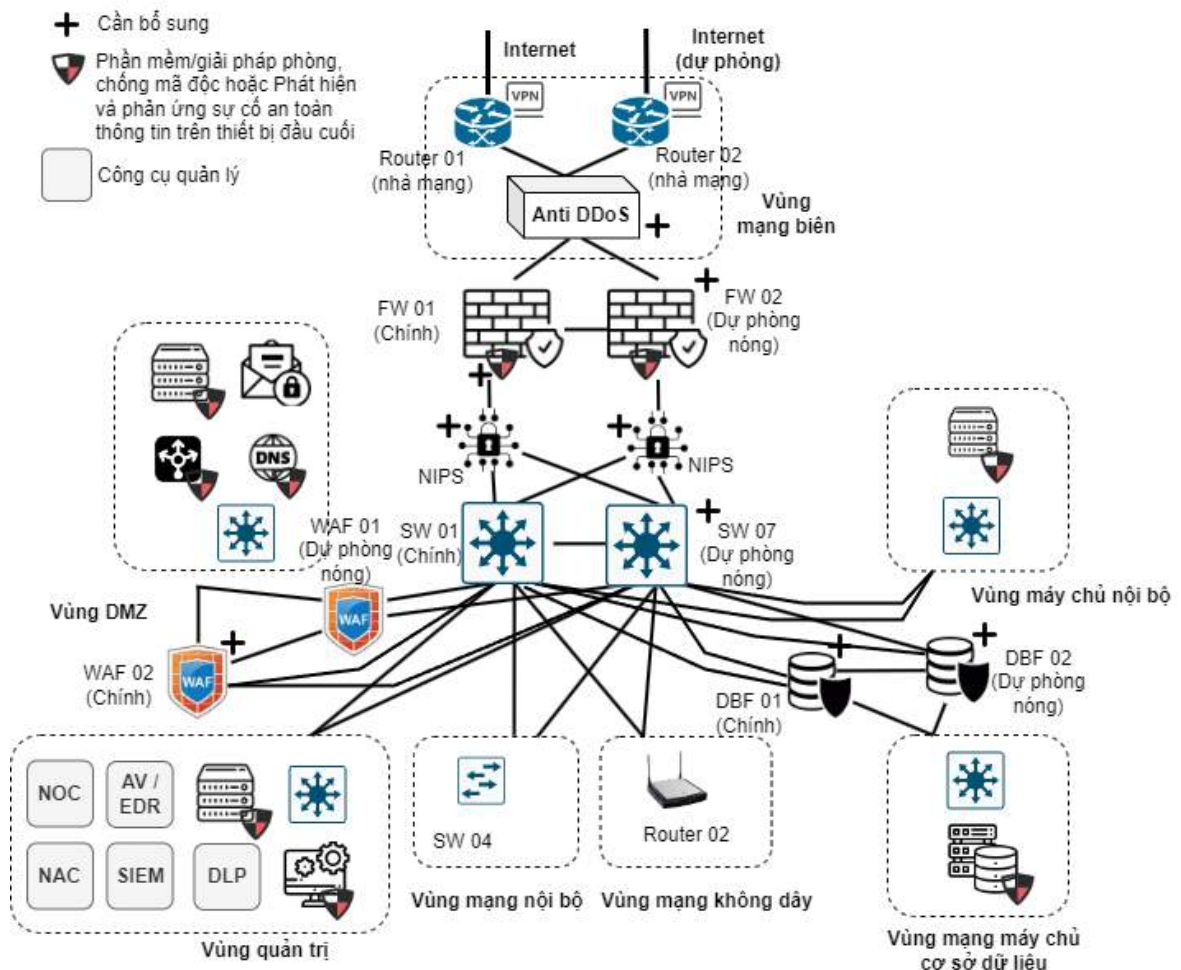 Cần bổ sung
Phần mềm/giải pháp phòng,
chống mã độc hoặc Phát hiện
và phản ứng sự cố an toàn
thông tin trên thiết bị đầu cuối
Công cụ quản lý
Internet
Internet
(dự phòng)
VPN
VPN
Router 01
(nhà mạng)
Router 02
(nhà mạng)
Anti DDoS
Vùng
mạng biên
FW 01
(Chính)
FW 02
(Dự phòng
nóng)
NIPS
NIPS
DNS
WAF 01
(Dự phòng
nóng)
SW 01
(Chính)
SW 07
(Dự phòng
nóng)
Vùng máy chủ nội bộ
Vùng DMZ
WAF
WAF
WAF 02
(Chính)
DBF 01
(Chính)
DBF 02
(Dự phòng
nóng)
NOC
AV /
EDR
NAC
SIEM
DLP
Vùng quản trị
SW 04
Vùng mạng nội bộ
Router 02
Vùng mạng không dây
Vùng mạng máy chủ
cơ sở dữ liệu